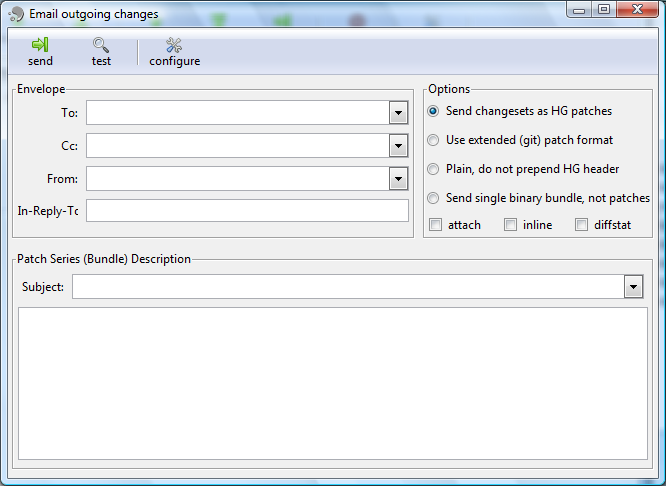 Email outgoing changes
send test configure
Envelope
To:
Cc:
From:
In-Reply-To
Options
Send changesets as HG patches
Use extended (git) patch format
Plain, do not prepend HG header
Send single binary bundle, not patches
attach inline diffstat
Patch Series (Bundle) Description
Subject: